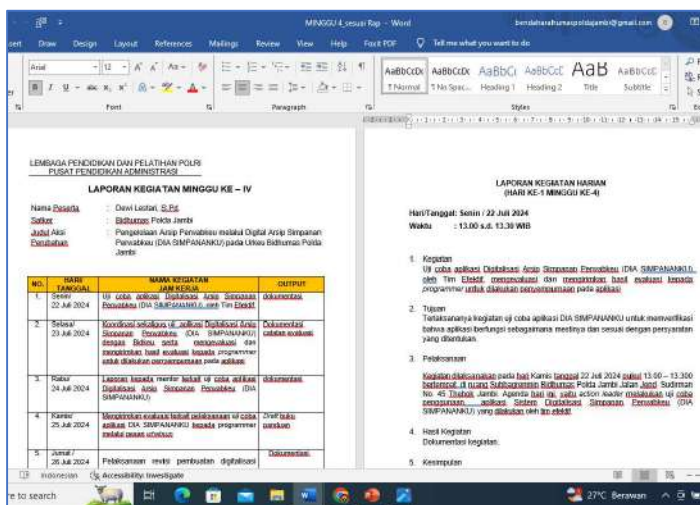 MINGGU 4_sesuai Rap - Word
bendaharahumaspoldajambi@gmail.com
Draw Design Layout References Mailings Review View Help Foxit PDF Tell me what you want to do
Arial 12
Font Paragraph Styles
AaBbCcDc AaBbCcDc AaBbCc AaBbCcC AaB AaBbCcC
¶ Normal ¶ No Spac... Heading 1 Heading 2 Title Subtitle
LEMBAGA PENDIDIKAN DAN PELATIHAN POLRI
PUSAT PENDIDIKAN ADMINISTRASI
LAPORAN KEGIATAN MINGGU KE – IV
Nama Peserta : Dewi Lestari, S.Pd.
Satker : Bidhumas Polda Jambi
Judul Aksi : Pengelolaan Arsip Perwabkeu melalui Digital Arsip Simpanan
Perubahan Perwabkeu (DIA SIMPANANKU) pada Urkeu Bidhumas Polda
Jambi
NO. HARI TANGGAL NAMA KEGIATAN JAM KERJA OUTPUT
1. Senin/ Uji coba aplikasi Digitalisasi Arsip Simpanan dokumentasi
22 Juli 2024 Perwabkeu (DIA SIMPANANKU) oleh Tim Efektif
2. Selasa/ Koordinasi sekaligus uji aplikasi Digitalisasi Arsip Dokumentasi,
23 Juli 2024 Simpanan Perwabkeu (DIA SIMPANANKU) catatan evaluasi
dengan Bidkeu serta mengevaluasi dan
mengirimkan hasil evaluasi kepada programmer
untuk dilakukan penyempurnaan pada aplikasi
3. Rabu/ Laporan kepada mentor terkait uji coba aplikasi dokumentasi
24 Juli 2024 Digitalisasi Arsip Simpanan Perwabkeu (DIA
SIMPANANKU)
4. Kamis/ Mengirimkan evaluasi terkait pelaksanaan uji coba Draft buku
25 Juli 2024 aplikasi DIA SIMPANANKU kepada programmer panduan
melalui pesan
5. Jumat / Dokumentasi
26 Juli 2024 Pelaksanaan revisi pembuatan digitalisasi
LAPORAN KEGIATAN HARIAN
(HARI KE-1 MINGGU KE-4)
Hari/Tanggal: Senin / 22 Juli 2024
Waktu : 13.00 s.d. 13.30 WIB
1. Kegiatan
Uji coba aplikasi Digitalisasi Arsip Simpanan Perwabkeu (DIA SIMPANANKU)
oleh Tim Efektif, mengevaluasi dan mengirimkan hasil evaluasi kepada
programmer untuk dilakukan penyempurnaan pada aplikasi
2. Tujuan
Terlaksananya kegiatan uji coba aplikasi DIA SIMPANANKU untuk memverifikasi
bahwa aplikasi berfungsi sebagaimana mestinya dan sesuai dengan persyaratan
yang ditentukan.
3. Pelaksanaan
Kegiatan dilaksanakan pada hari Kamis tanggal 22 Juli 2024 pukul 13.00 – 13.300
bertempat di ruang Subbagrenmin Bidhumas Polda Jambi Jalan Jend. Sudirman
No. 45 Thehok Jambi. Agenda hari ini yaitu action leader melakukan uji coba
penggunaan aplikasi Sistem Digitalisasi Simpanan Perwabkeu (DIA
SIMPANANKU) yang dilakukan oleh tim efektif.
4. Hasil Kegiatan
Dokumentasi kegiatan.
5. Kesimpulan
Indonesian Accessibility: Investigate
re to search 27°C Berawan